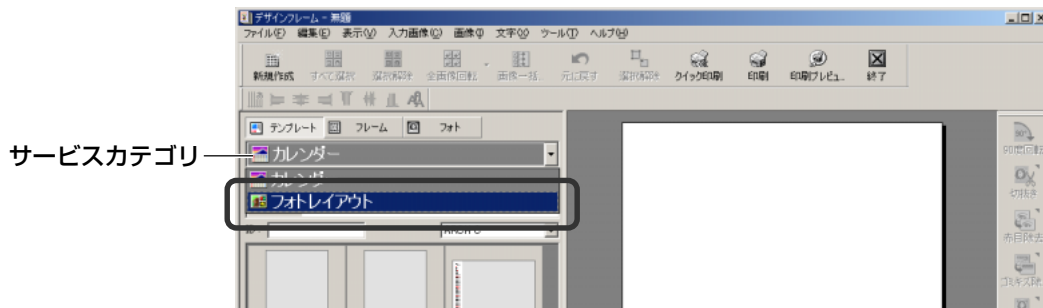 デザインフレーム - 無題
ファイル(F) 編集(E) 表示(V) 入力画像(C) 画像(I) 文字(X) ツール(T) ヘルプ(H)
新規作成 すべて選択 選択解除 全画像回転 画像一括.. 元に戻す 選択解除 クイック印刷 印刷 印刷プレビュ.. 終了
テンプレート フレーム フォト
サービスカテゴリ
カレンダー
フォトレイアウト
90度回転
切抜き
赤目除去